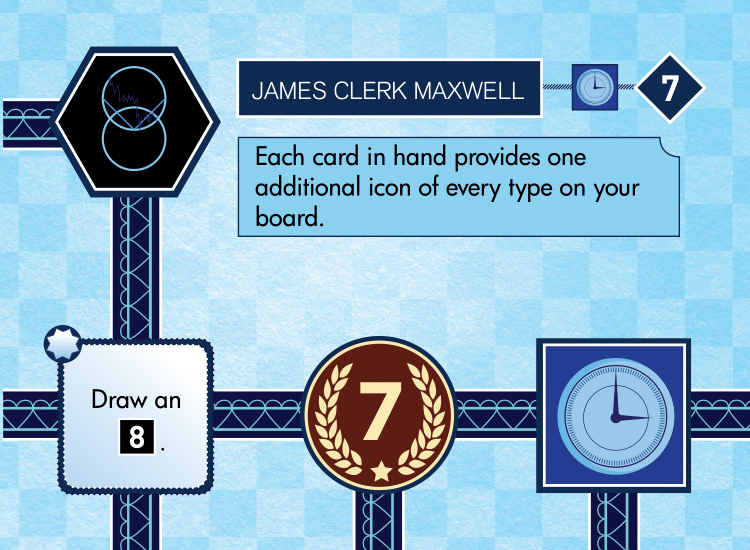 JAMES CLERK MAXWELL
7
Each card in hand provides one
additional icon of every type on your
board.
Draw an
8 .
7